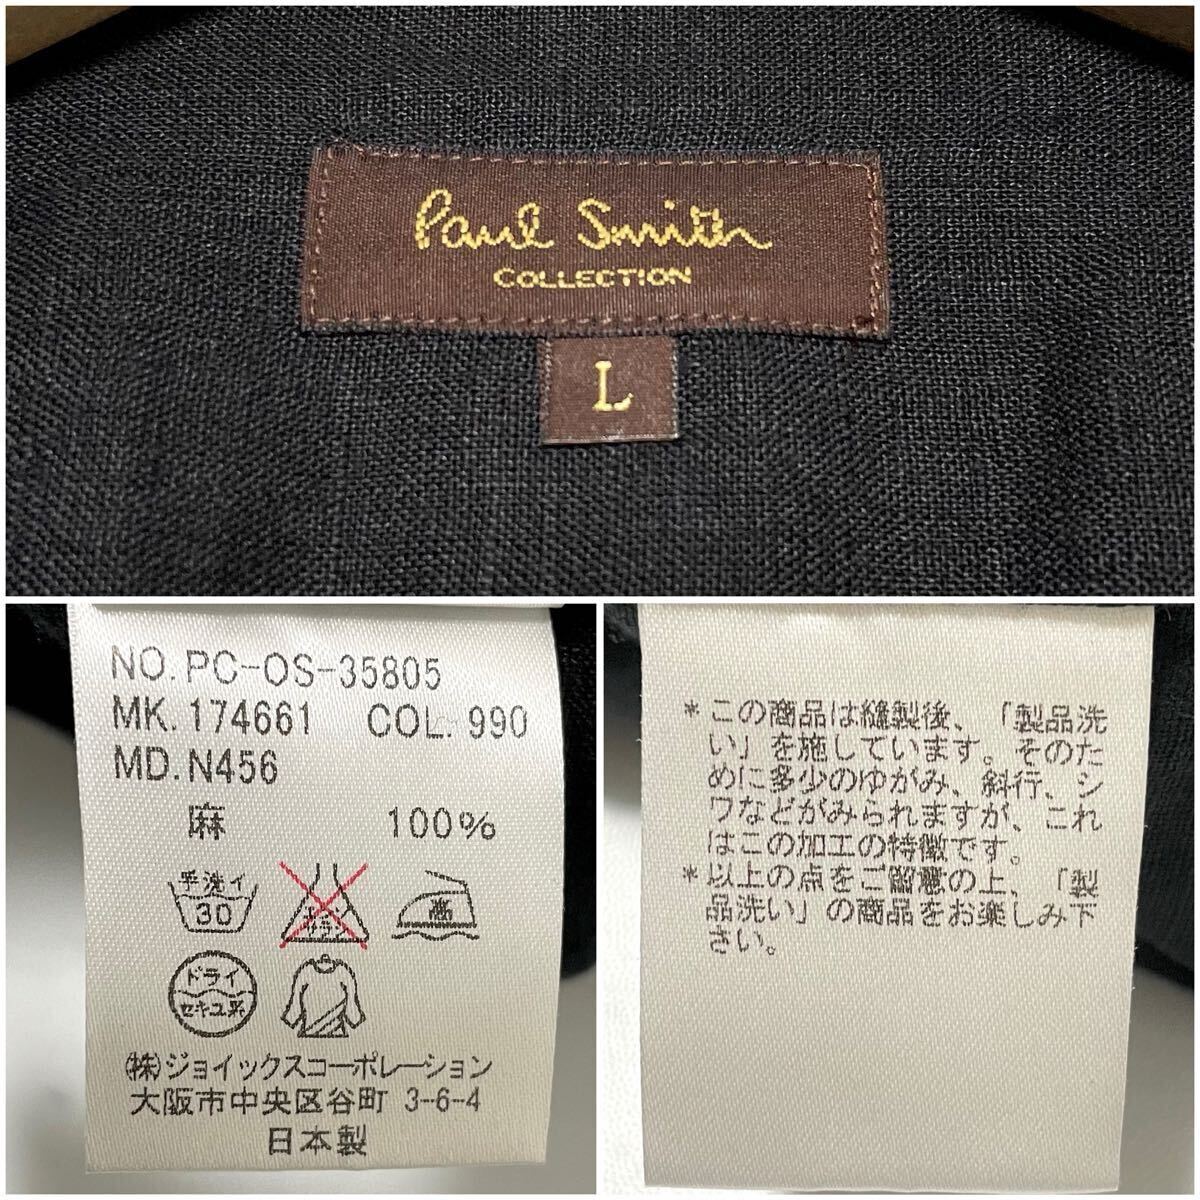 Paul Smith
COLLECTION
L
NO. PC-OS-35805
MK. 174661 COL. 990
MD. N456
麻 100%
手洗イ
30
エンソ
サラシ
高
ドライ
セキユ系
㈱ジョイックスコーポレーション
大阪市中央区谷町 3-6-4
日本製
*この商品は縫製後、「製品洗
い」を施しています。そのた
めに多少のゆがみ、斜行、シ
ワなどがみられますが、これ
はこの加工の特徴です。
*以上の点をご留意の上、「製
品洗い」の商品をお楽しみ下
さい。